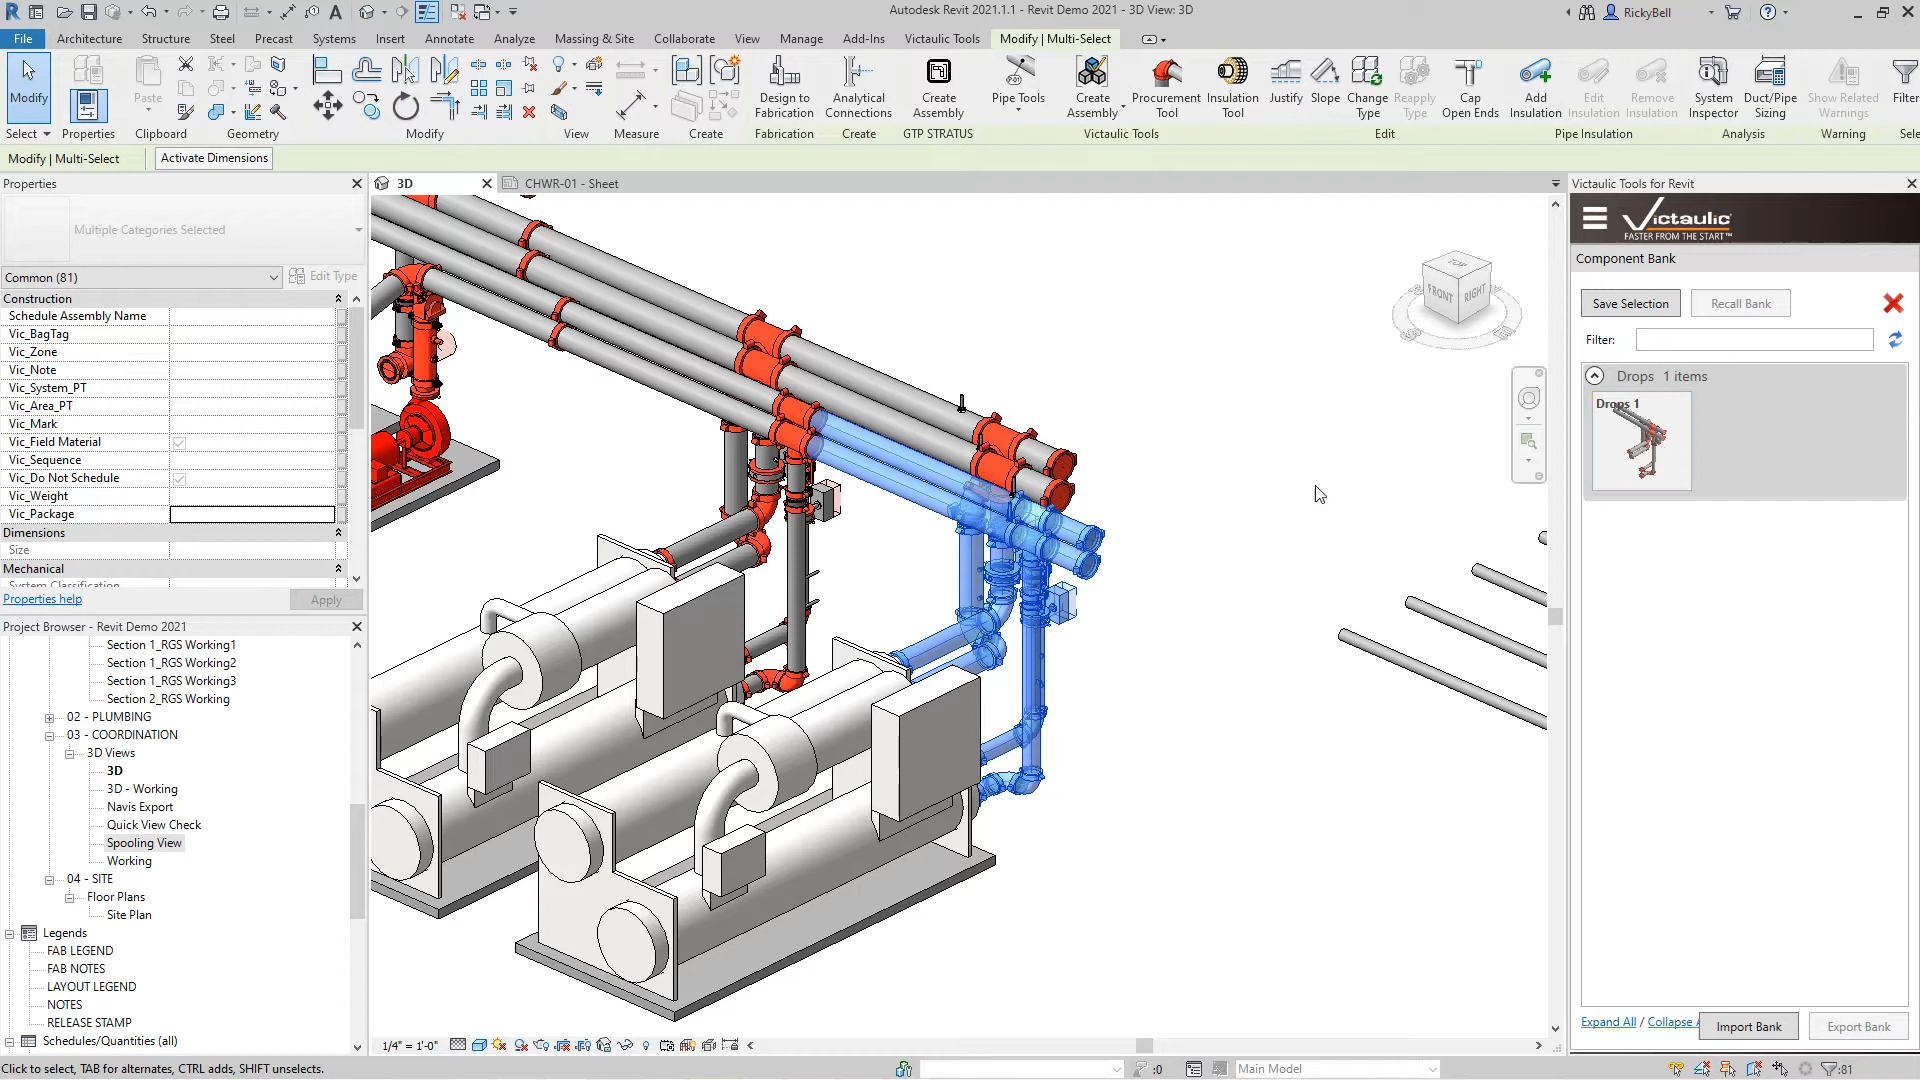 Autodesk Revit 2021.1.1 - Revit Demo 2021 - 3D View: 3D
RickyBell
File Architecture Structure Steel Precast Systems Insert Annotate Analyze Massing & Site Collaborate View Manage Add-Ins Victaulic Tools Modify | Multi-Select
Modify
Paste
Design to Fabrication
Analytical Connections
Create Assembly
Pipe Tools
Create Assembly
Procurement Tool
Insulation Tool
Justify
Slope
Change Type
Reapply Type
Cap Open Ends
Add Insulation
Edit Insulation
Remove Insulation
System Inspector
Duct/Pipe Sizing
Show Related Warnings
Filter
Select Properties Clipboard Geometry Modify View Measure Create Fabrication Create GTP STRATUS Victaulic Tools Edit Pipe Insulation Analysis Warning Sele
Modify | Multi-Select
Activate Dimensions
Properties
Multiple Categories Selected
Common (81)
Edit Type
Construction
Schedule Assembly Name
Vic_BagTag
Vic_Zone
Vic_Note
Vic_System_PT
Vic_Area_PT
Vic_Mark
Vic_Field Material
Vic_Sequence
Vic_Do Not Schedule
Vic_Weight
Vic_Package
Dimensions
Size
Mechanical
System Classification
Properties help
Apply
Project Browser - Revit Demo 2021
Section 1_RGS Working1
Section 1_RGS Working2
Section 1_RGS Working3
Section 2_RGS Working
02 - PLUMBING
03 - COORDINATION
3D Views
3D
3D - Working
Navis Export
Quick View Check
Spooling View
Working
04 - SITE
Floor Plans
Site Plan
Legends
FAB LEGEND
FAB NOTES
LAYOUT LEGEND
NOTES
RELEASE STAMP
Schedules/Quantities (all)
3D
CHWR-01 - Sheet
TOP
FRONT
RIGHT
1/4" = 1'-0"
Victaulic Tools for Revit
Victaulic
FASTER FROM THE START™
Component Bank
Save Selection
Recall Bank
Filter:
Drops 1 items
Drops 1
Expand All / Collapse A
Import Bank
Export Bank
Click to select, TAB for alternates, CTRL adds, SHIFT unselects.
:0
Main Model
:81